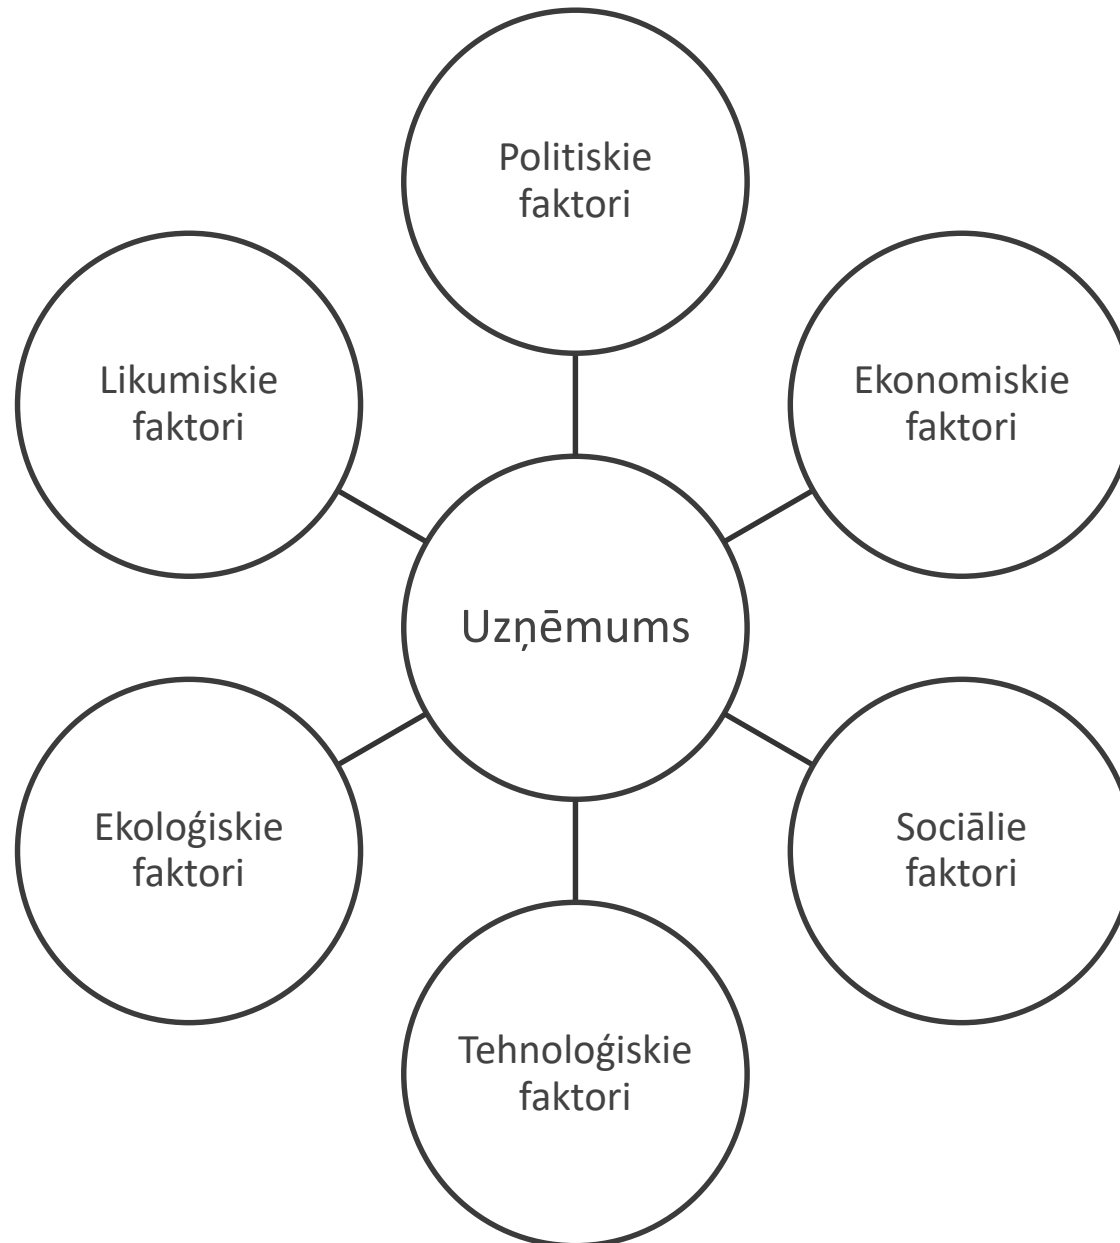 Politiskie
faktori
Likumiskie
faktori
Ekonomiskie
faktori
Uzņēmums
Ekoloģiskie
faktori
Sociālie
faktori
Tehnoloģiskie
faktori